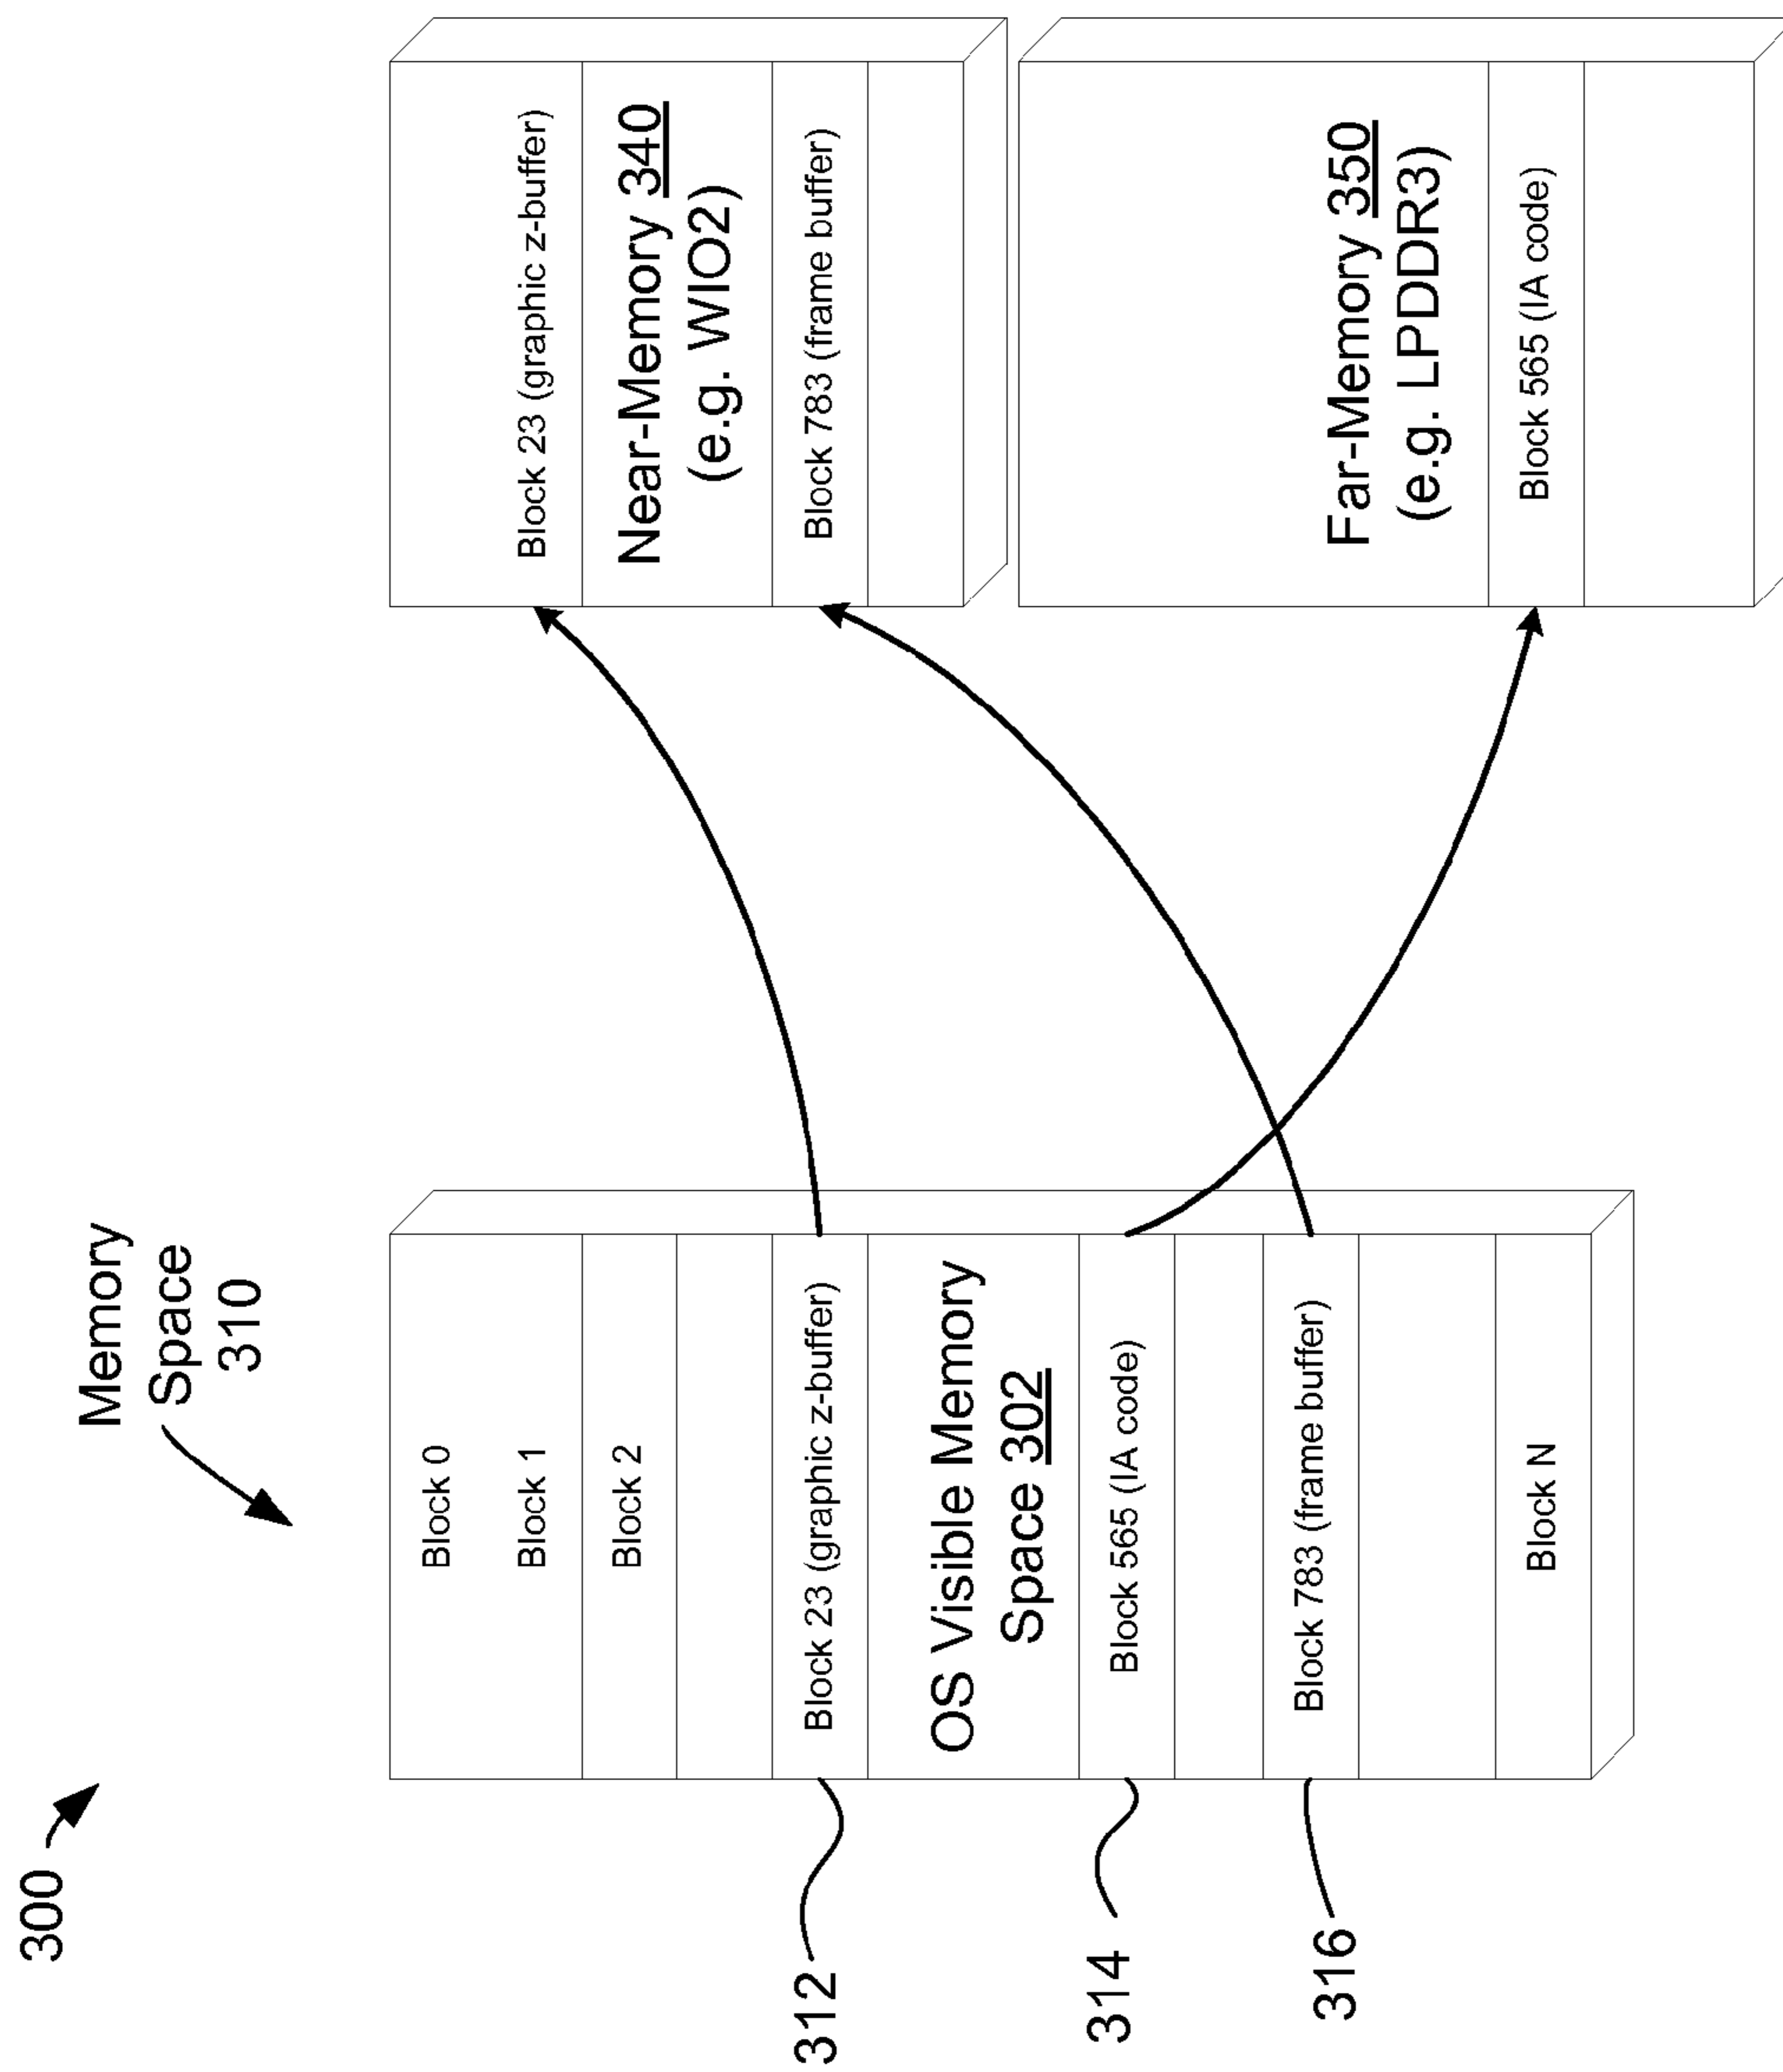 300
Memory
Space
310
Block 0
Block 1
Block 2
Block 23 (graphic z-buffer)
OS Visible Memory
Space 302
Block 565 (IA code)
Block 783 (frame buffer)
Block N
312
314
316
Block 23 (graphic z-buffer)
Near-Memory 340
(e.g. WIO2)
Block 783 (frame buffer)
Far-Memory 350
(e.g. LPDDR3)
Block 565 (IA code)